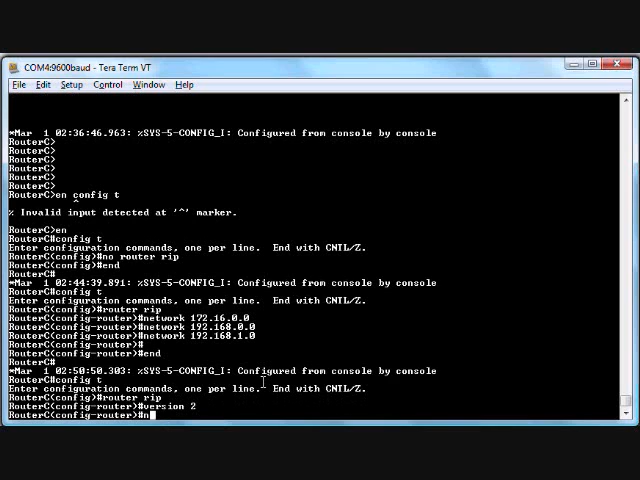 COM4:9600baud - Tera Term VT
File Edit Setup Control Window Help
*Mar  1 02:36:46.963: %SYS-5-CONFIG_I: Configured from console by console
RouterC>
RouterC>
RouterC>
RouterC>
RouterC>
RouterC>
RouterC>en config t
^
% Invalid input detected at '^' marker.
RouterC>en
RouterC#config t
Enter configuration commands, one per line.  End with CNTL/Z.
RouterC(config)#no router rip
RouterC(config)#end
RouterC#
*Mar  1 02:44:39.891: %SYS-5-CONFIG_I: Configured from console by console
RouterC#config t
Enter configuration commands, one per line.  End with CNTL/Z.
RouterC(config)#router rip
RouterC(config-router)#network 172.16.0.0
RouterC(config-router)#network 192.168.0.0
RouterC(config-router)#network 192.168.1.0
RouterC(config-router)#
RouterC(config-router)#end
RouterC#
*Mar  1 02:50:50.303: %SYS-5-CONFIG_I: Configured from console by console
RouterC#config t
Enter configuration commands, one per line.  End with CNTL/Z.
RouterC(config)#router rip
RouterC(config-router)#version 2
RouterC(config-router)#n